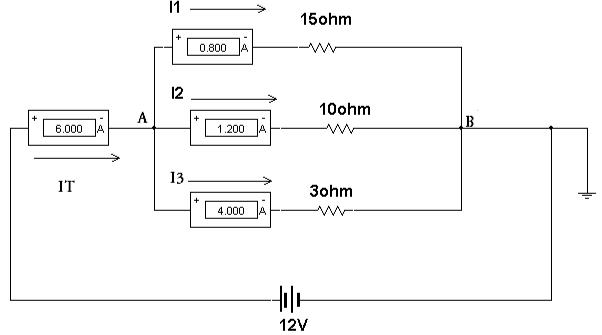 I1
15ohm
+ - 0.800 A
I2
10ohm
A
B
+ - 6.000 A
+ - 1.200 A
IT
I3
3ohm
+ - 4.000 A
12V